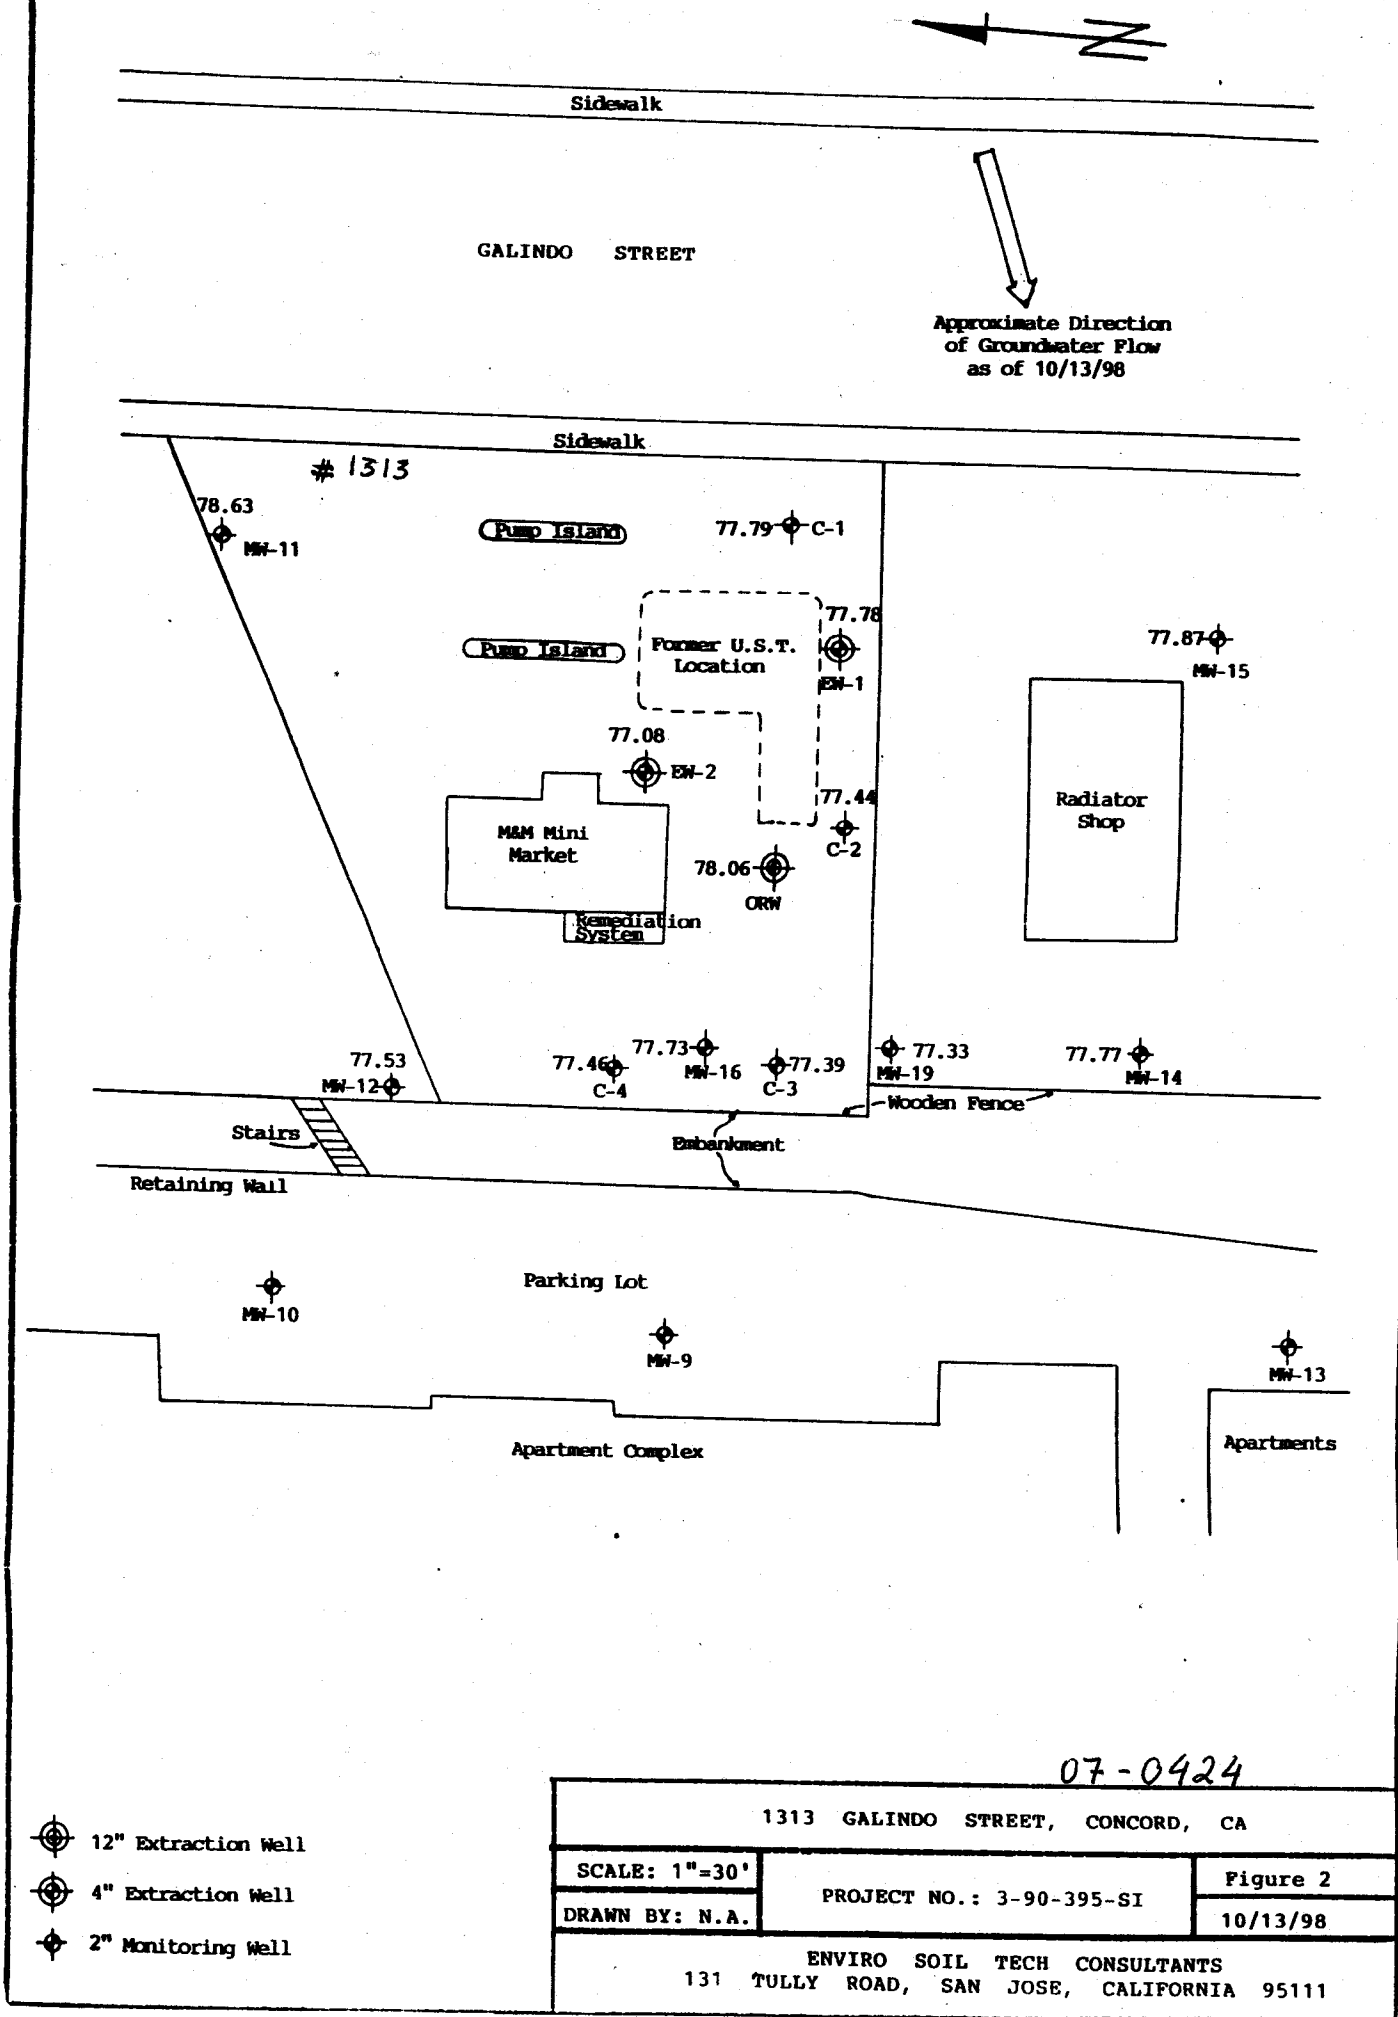 N
Sidewalk
GALINDO STREET
Approximate Direction
of Groundwater Flow
as of 10/13/98
Sidewalk
# 1313
78.63
MW-11
Pump Island
77.79
C-1
77.78
EW-1
Pump Island
Former U.S.T.
Location
77.87
MW-15
77.08
EW-2
77.44
C-2
M&M Mini
Market
78.06
ORW
Radiator
Shop
Remediation
System
77.53
MW-12
77.46
C-4
77.73
MW-16
77.39
C-3
77.33
MW-19
77.77
MW-14
Wooden Fence
Stairs
Embankment
Retaining Wall
Parking Lot
MW-10
MW-9
MW-13
Apartment Complex
Apartments
07-0424
12" Extraction Well
4" Extraction Well
2" Monitoring Well
1313 GALINDO STREET, CONCORD, CA
SCALE: 1"=30'
DRAWN BY: N.A.
PROJECT NO.: 3-90-395-SI
Figure 2
10/13/98
ENVIRO SOIL TECH CONSULTANTS
131 TULLY ROAD, SAN JOSE, CALIFORNIA 95111